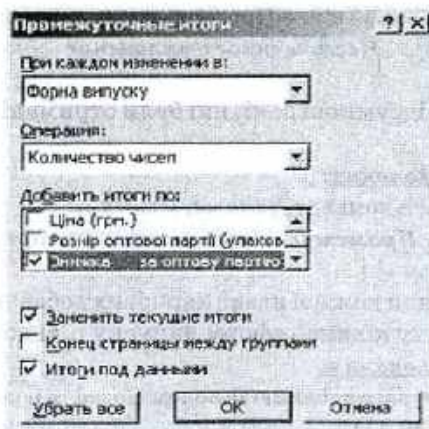 Промежуточные итоги ? ×
При каждом изменении в:
Форма випуску
Операция:
Количество чисел
Добавить итоги по:
Ціна (грн.)
Розмір оптової партії (упаков
Знижка за оптову партію
Заменить текущие итоги
Конец страницы между группами
Итоги под данными
Убрать все ОК Отмена